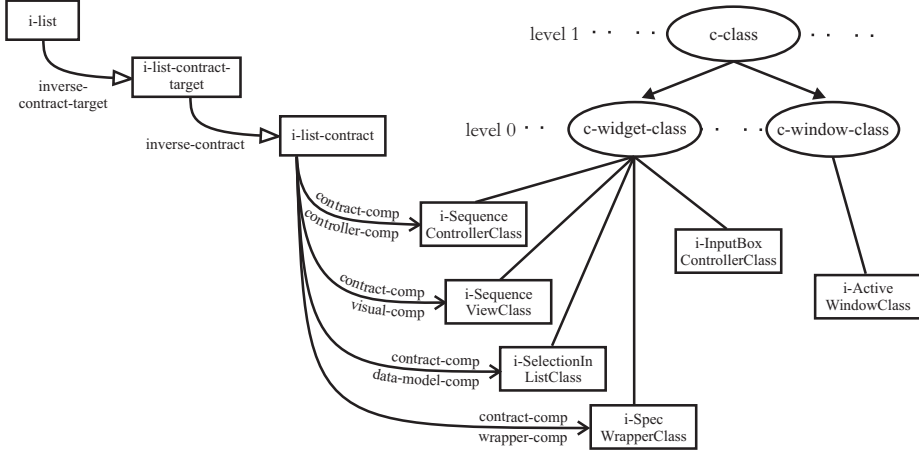 i-list
level 1
c-class
inverse-
contract-target
i-list-contract-
target
inverse-contract
i-list-contract
level 0
c-widget-class
c-window-class
contract-comp
controller-comp
i-Sequence
ControllerClass
i-InputBox
ControllerClass
contract-comp
visual-comp
i-Sequence
ViewClass
i-Active
WindowClass
contract-comp
data-model-comp
i-SelectionIn
ListClass
contract-comp
wrapper-comp
i-Spec
WrapperClass